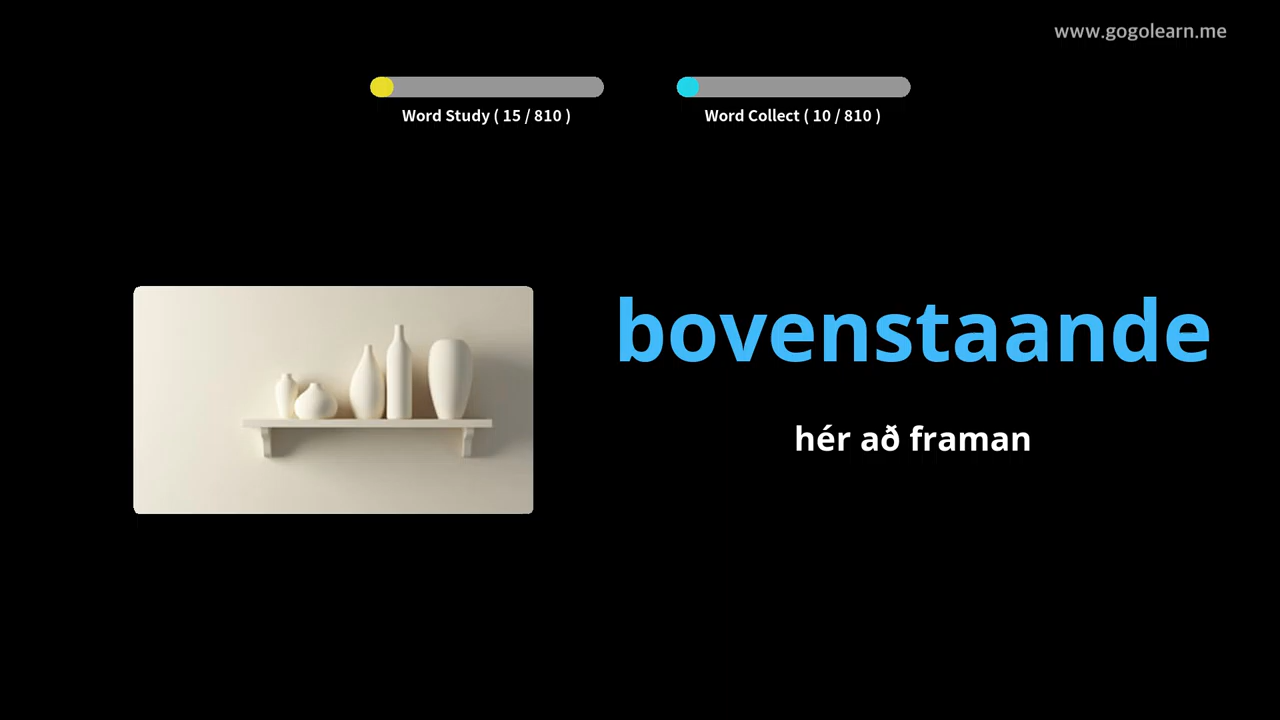 www.gogolearn.me
Word Study ( 15 / 810 )
Word Collect ( 10 / 810 )
bovenstaande
hér að framan